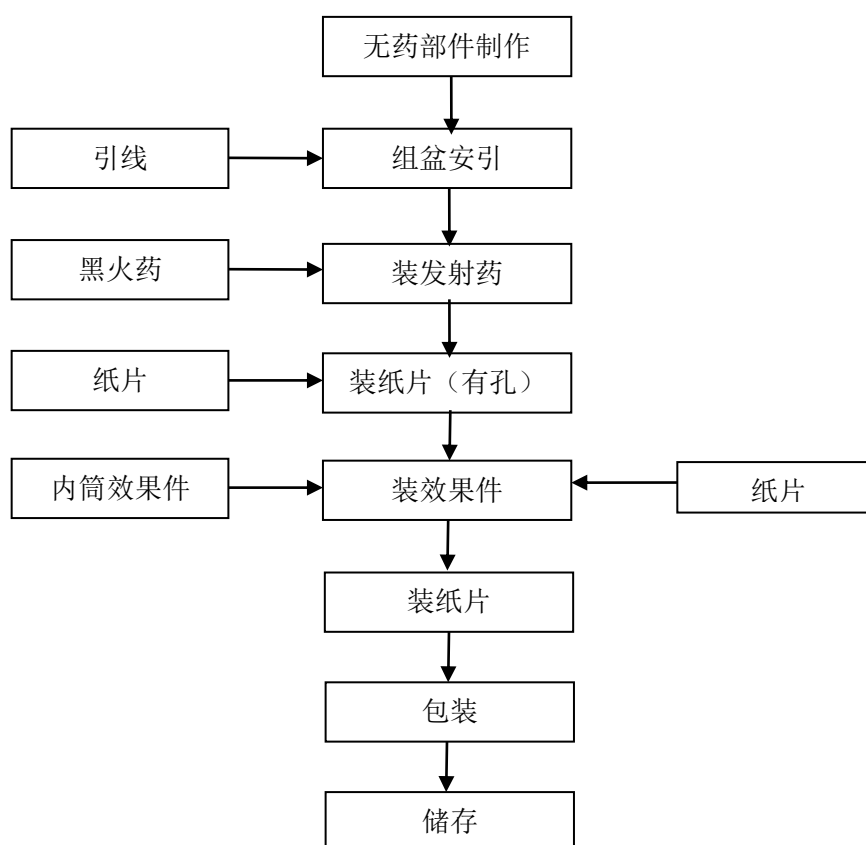 无药部件制作
引线
组盆安引
黑火药
装发射药
纸片
装纸片（有孔）
内筒效果件
装效果件
纸片
装纸片
包装
储存